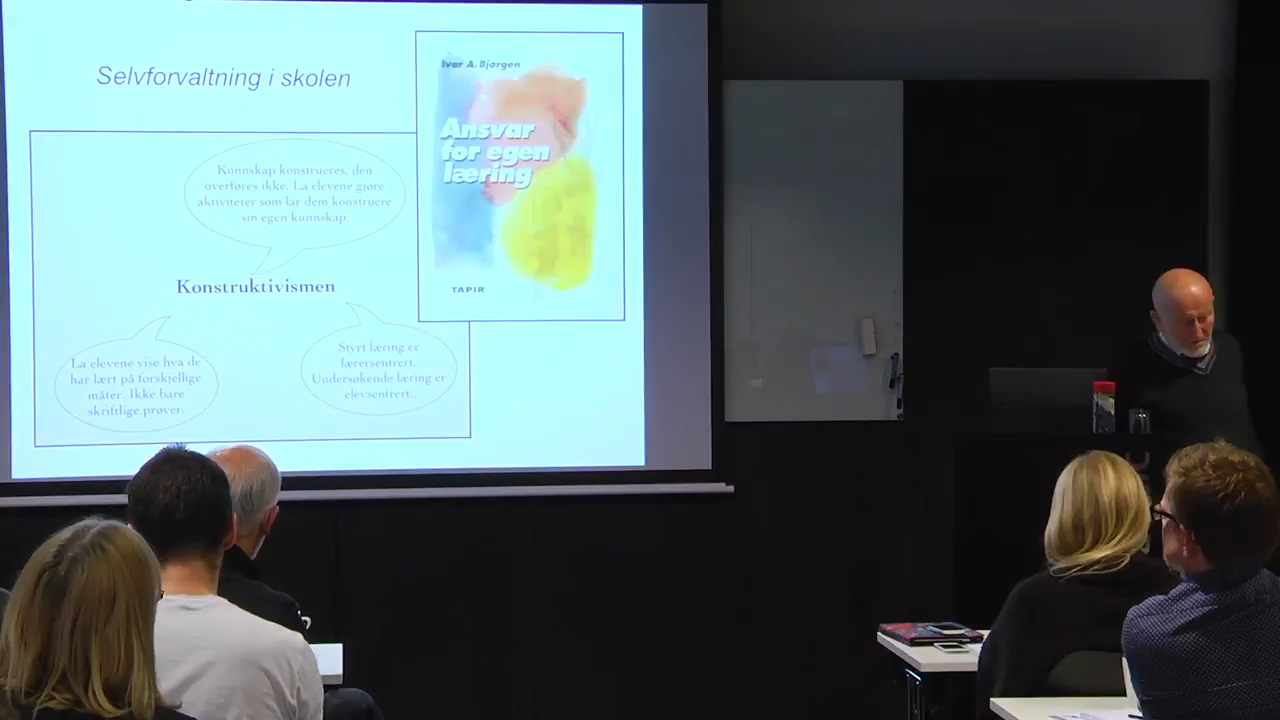 Selvforvaltning i skolen
Ivar A. Bjørgen
Ansvar
for egen
læring
TAPIR
Kunnskap konstrueres, den
overføres ikke. La elevene gjøre
aktiviteter som lar dem konstruere
sin egen kunnskap.
Konstruktivismen
La elevene vise hva de
har lært på forskjellige
måter. Ikke bare
skriftlige prøver.
Styrt læring er
lærersentrert.
Undersøkende læring er
elevsentrert.